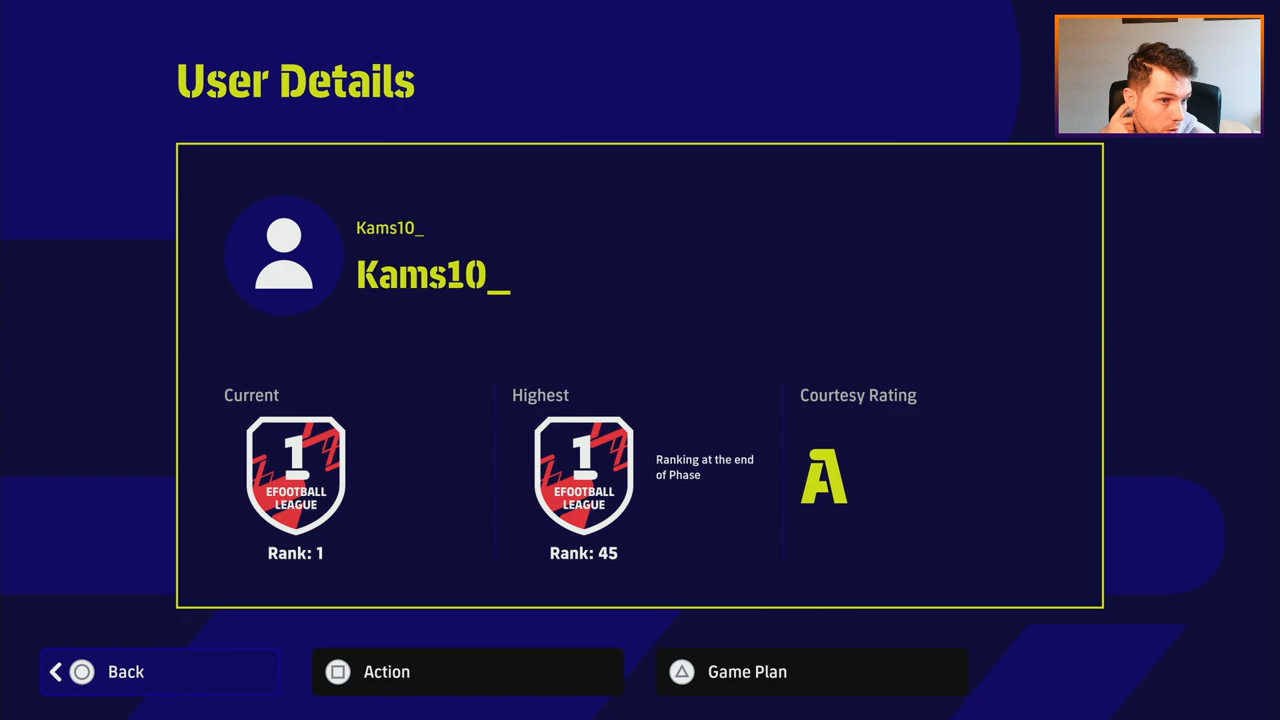 User Details
Kams10_
Kams10_
Current
Highest
Courtesy Rating
1
EFOOTBALL
LEAGUE
Rank: 1
1
EFOOTBALL
LEAGUE
Rank: 45
Ranking at the end
of Phase
A
Back
Action
Game Plan